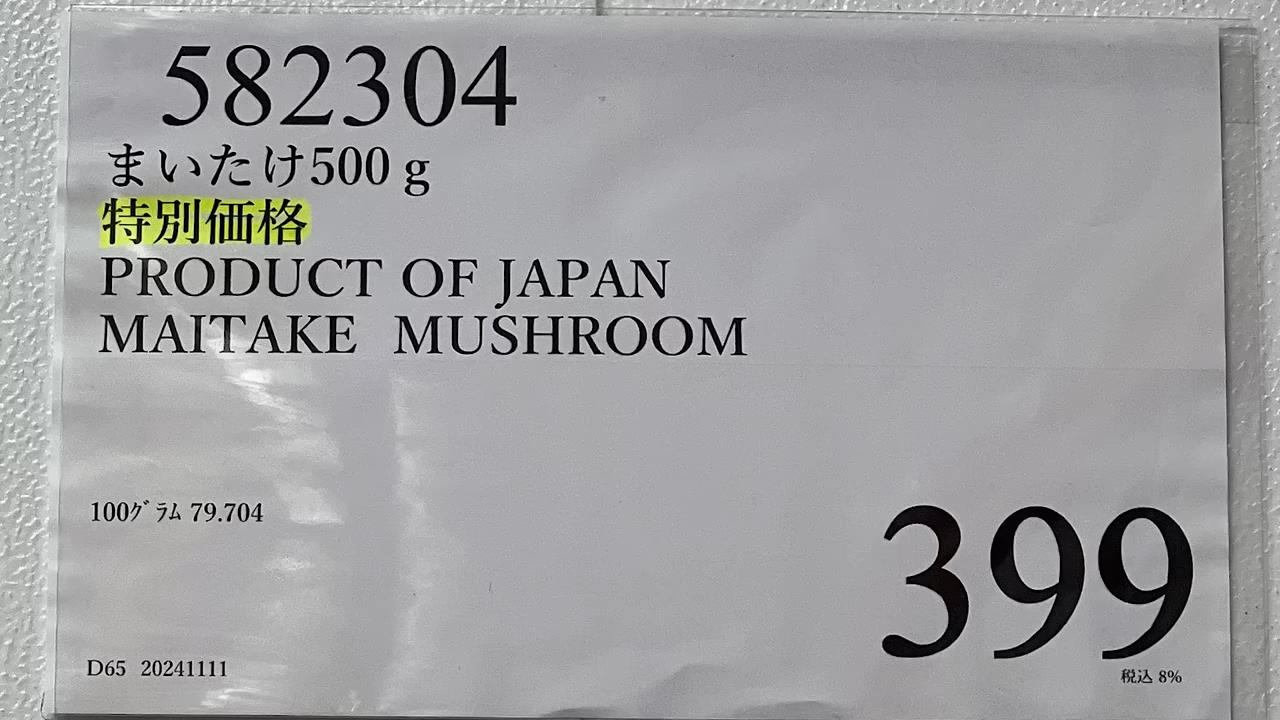 582304
まいたけ500 g
特別価格
PRODUCT OF JAPAN
MAITAKE MUSHROOM
100ｸﾞﾗﾑ 79.704
399
税込 8%
D65 20241111